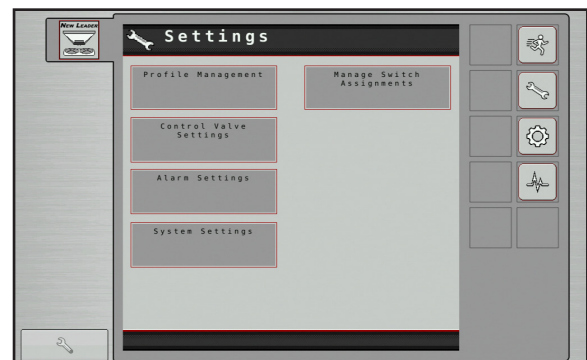 NEW LEADER
Settings
Profile Management
Manage Switch
Assignments
Control Valve
Settings
Alarm Settings
System Settings